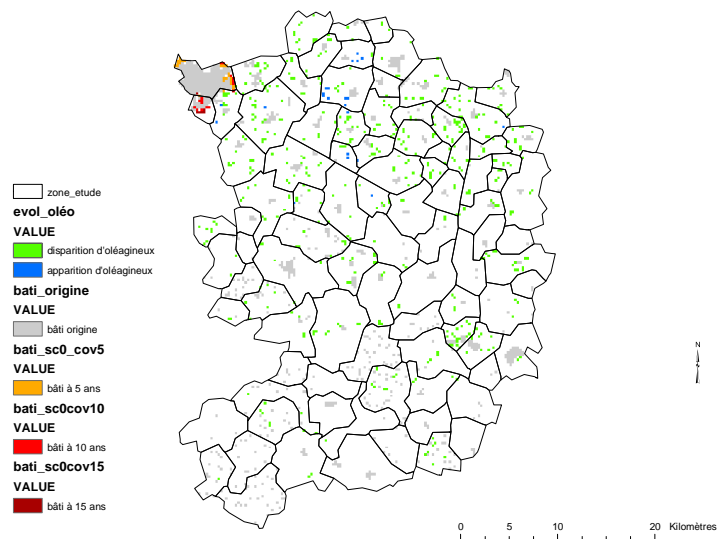 zone_etude
evol_oléo
VALUE
disparition d'oléagineux
apparition d'oléagineux
bati_origine
VALUE
bâti origine
bati_sc0_cov5
VALUE
bâti à 5 ans
bati_sc0cov10
VALUE
bâti à 10 ans
bati_sc0cov15
VALUE
bâti à 15 ans
N
0 5 10 20 Kilomètres